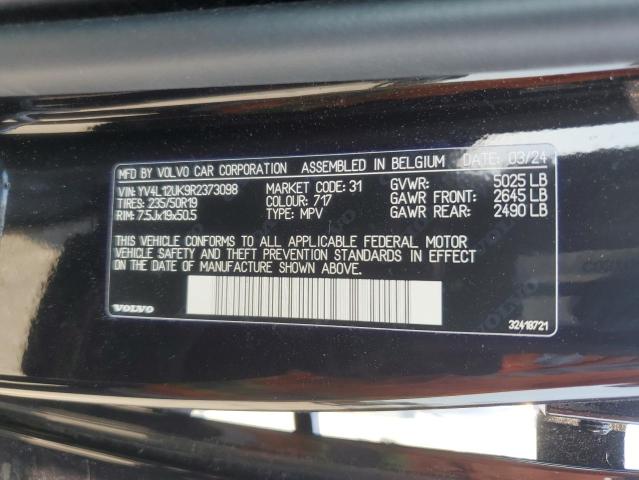 MFD BY VOLVO CAR CORPORATION ASSEMBLED IN BELGIUM DATE: 03/24
VIN: YV4L12UK9R2373098 MARKET CODE: 31 GVWR: 5025 LB
TIRES: 235/50R19 COLOUR: 717 GAWR FRONT: 2645 LB
RIM: 7.5Jx19x50.5 TYPE: MPV GAWR REAR: 2490 LB
THIS VEHICLE CONFORMS TO ALL APPLICABLE FEDERAL MOTOR
VEHICLE SAFETY AND THEFT PREVENTION STANDARDS IN EFFECT
ON THE DATE OF MANUFACTURE SHOWN ABOVE.
VOLVO
32418721